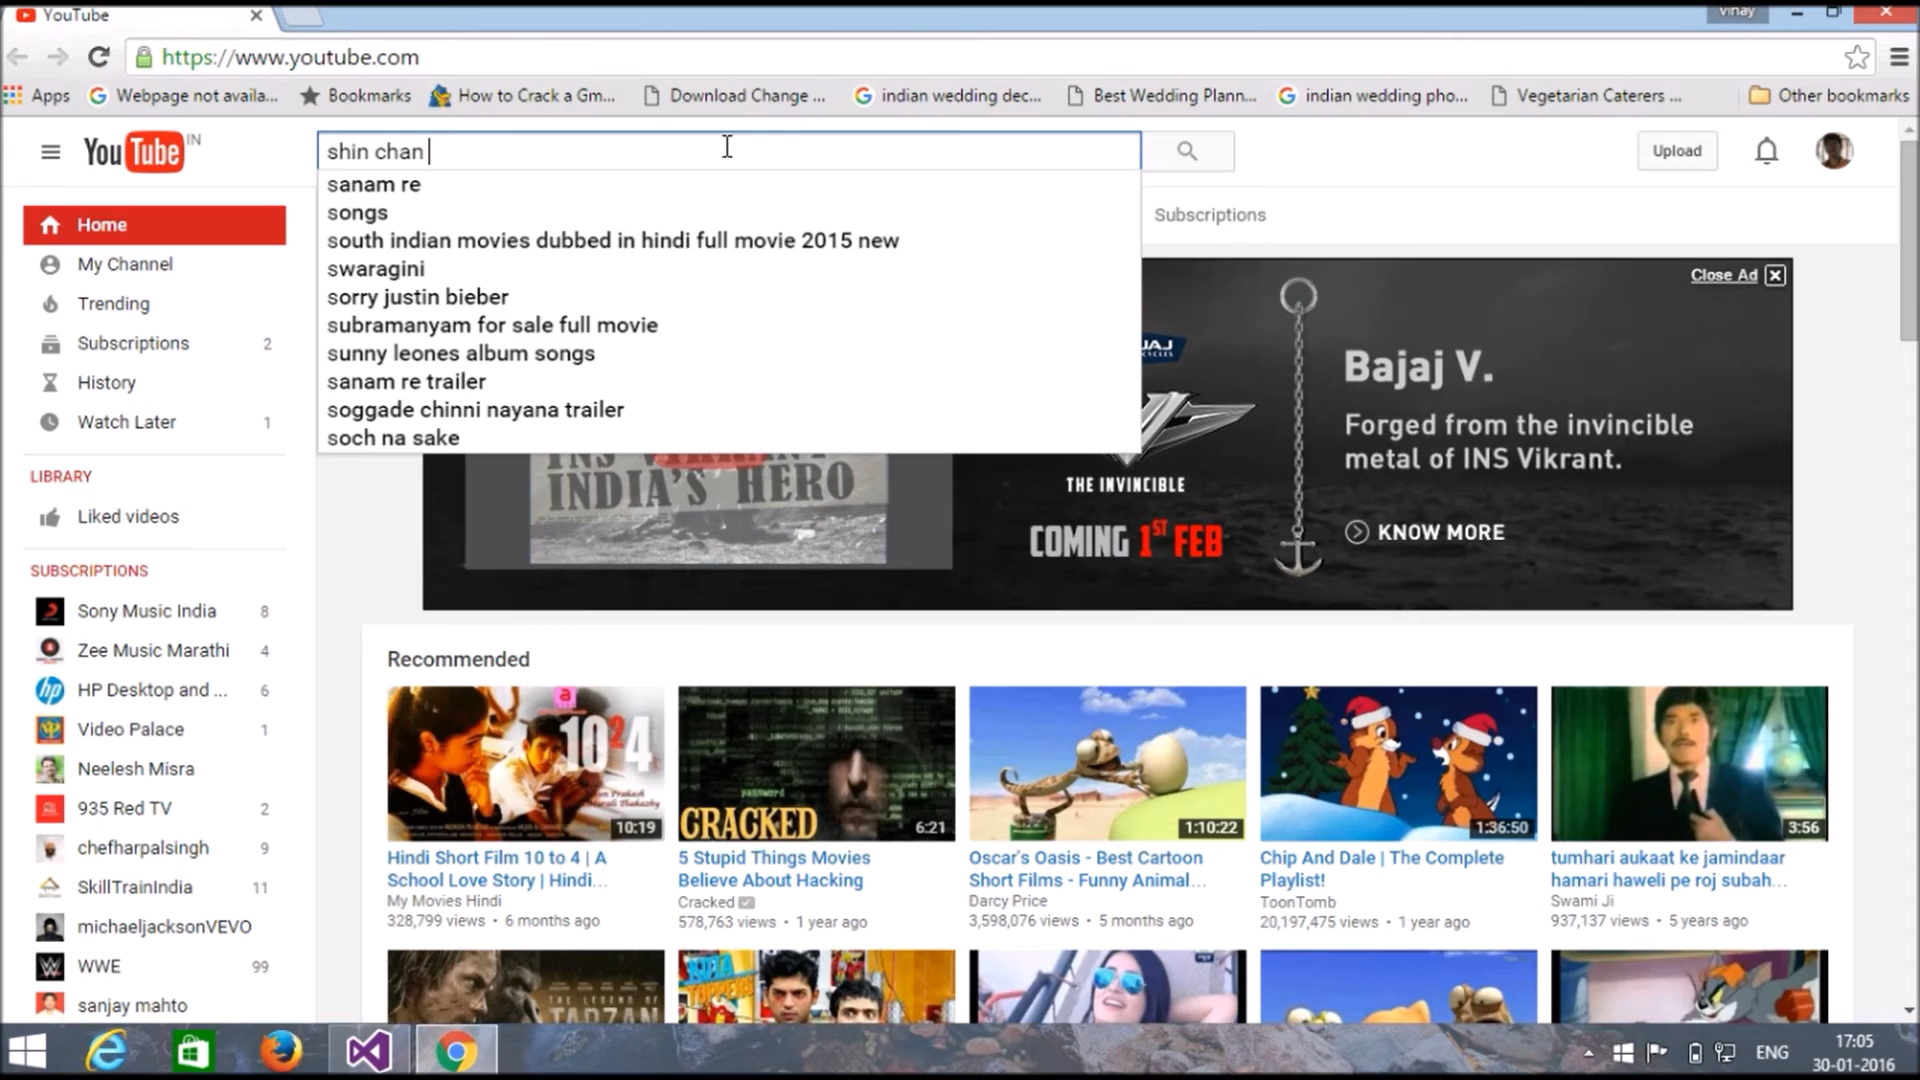 YouTube
Vinay
https://www.youtube.com
Apps
Webpage not availa...
Bookmarks
How to Crack a Gm...
Download Change ...
indian wedding dec...
Best Wedding Plann...
indian wedding pho...
Vegetarian Caterers ...
Other bookmarks
YouTube IN
shin chan
Upload
sanam re
songs
south indian movies dubbed in hindi full movie 2015 new
swaragini
sorry justin bieber
subramanyam for sale full movie
sunny leones album songs
sanam re trailer
soggade chinni nayana trailer
soch na sake
Subscriptions
Home
My Channel
Trending
Subscriptions 2
History
Watch Later 1
LIBRARY
Liked videos
SUBSCRIPTIONS
Sony Music India 8
Zee Music Marathi 4
HP Desktop and ... 6
Video Palace 1
Neelesh Misra
935 Red TV 2
chefharpalsingh 9
SkillTrainIndia 11
michaeljacksonVEVO
WWE 99
sanjay mahto
Close Ad
Bajaj V.
Forged from the invincible
metal of INS Vikrant.
KNOW MORE
INDIA'S HERO
THE INVINCIBLE
COMING 1ST FEB
Recommended
10:19
CRACKED
6:21
1:10:22
1:36:50
3:56
Hindi Short Film 10 to 4 | A
School Love Story | Hindi...
My Movies Hindi
328,799 views • 6 months ago
5 Stupid Things Movies
Believe About Hacking
Cracked
578,763 views • 1 year ago
Oscar's Oasis - Best Cartoon
Short Films - Funny Animal...
Darcy Price
3,598,076 views • 5 months ago
Chip And Dale | The Complete
Playlist!
ToonTomb
20,197,475 views • 1 year ago
tumhari aukaat ke jamindaar
hamari haweli pe roj subah...
Swami Ji
937,137 views • 5 years ago
THE LEGEND OF
TARZAN
ENG
17:05
30-01-2016